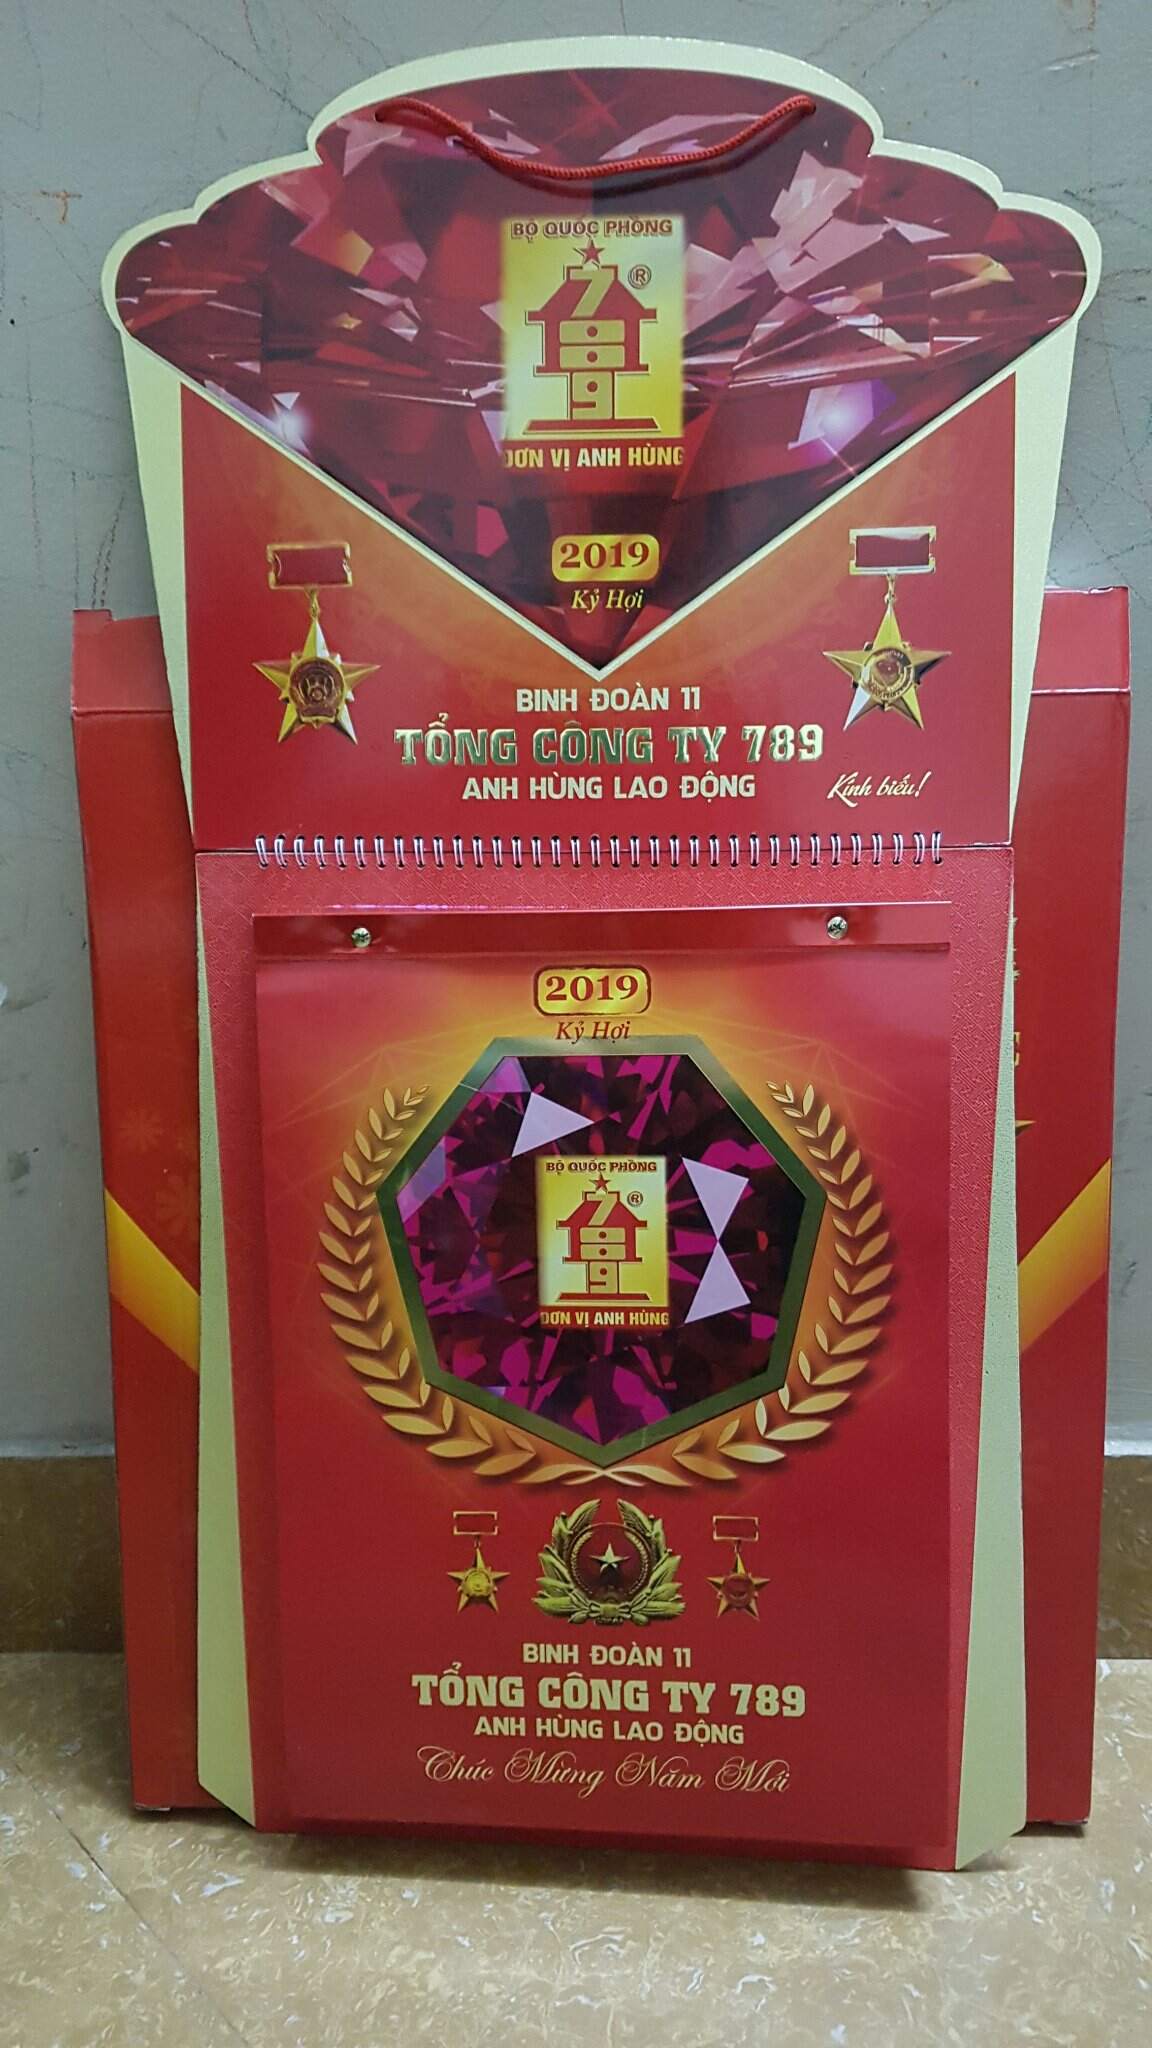 BỘ QUỐC PHÒNG
789 ®
ĐƠN VỊ ANH HÙNG
2019
Kỷ Hợi
BINH ĐOÀN 11
TỔNG CÔNG TY 789
ANH HÙNG LAO ĐỘNG
Kính biếu!
2019
Kỷ Hợi
BỘ QUỐC PHÒNG
789 ®
ĐƠN VỊ ANH HÙNG
BINH ĐOÀN 11
TỔNG CÔNG TY 789
ANH HÙNG LAO ĐỘNG
Chúc Mừng Năm Mới